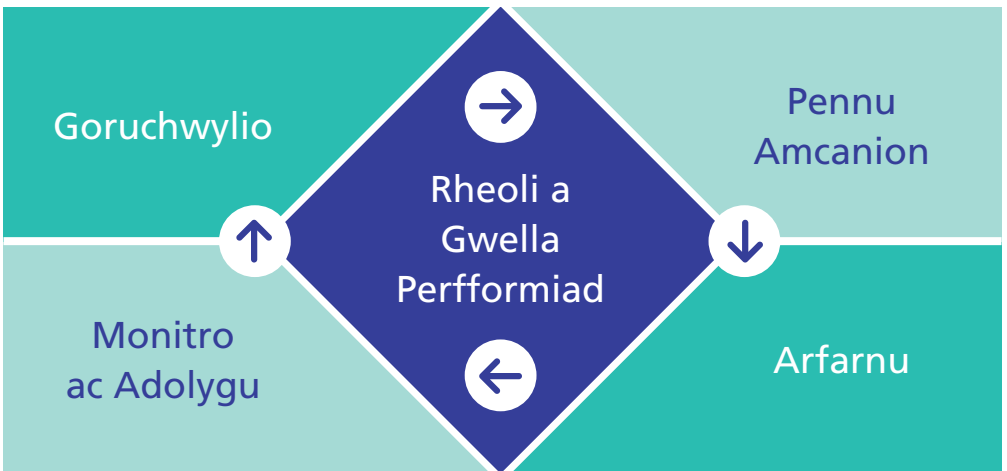 Goruchwylio
Pennu
Amcanion
Rheoli a
Gwella
Perfformiad
Monitro
ac Adolygu
Arfarnu